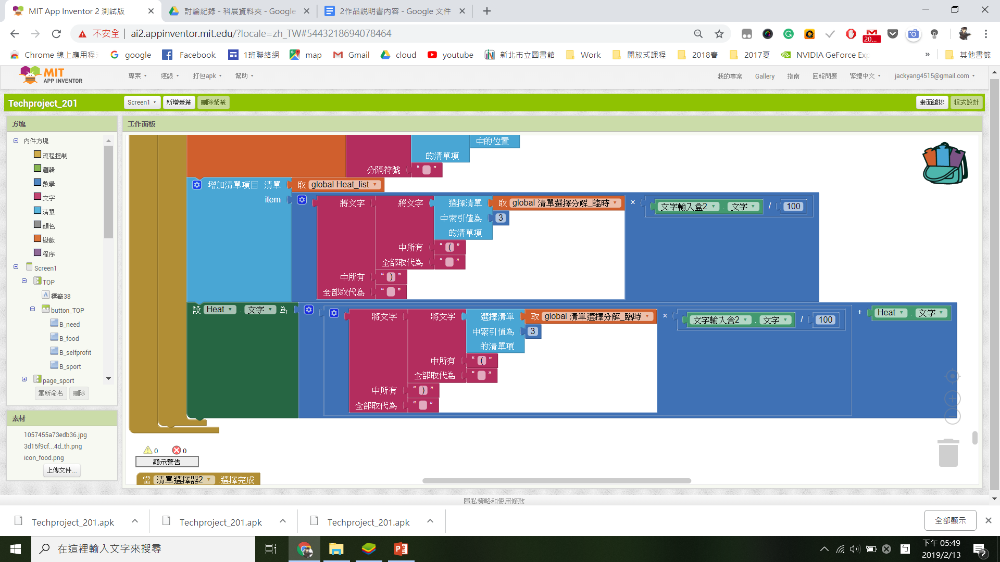 MIT App Inventor 2 測試版
討論紀錄 - 科展資料夾 - Google
2作品說明書內容 - Google 文件
不安全 | ai2.appinventor.mit.edu/?locale=zh_TW#5443218694078464
20...
Chrome 線上應用程式
google
Facebook
1班聯絡網
map
Gmail
cloud
youtube
新北市立圖書館
Work
開放式課程
2018春
2017夏
NVIDIA GeForce Exp
»
其他書籤
MIT
APP INVENTOR
專案
連線
打包apk
幫助
我的專案
Gallery
指南
回報問題
繁體中文
jackyang4515@gmail.com
Techproject_201
Screen1
新增螢幕
刪除螢幕
畫面編排
程式設計
方塊
工作面板
內件方塊
流程控制
邏輯
數學
文字
清單
顏色
變數
程序
Screen1
TOP
標籤38
button_TOP
B_need
B_food
B_selfprofit
B_sport
page_sport
重新命名
刪除
素材
1057455a73edb36.jpg
3d15f9cf...4d_th.png
icon_food.png
上傳文件...
中的位置
的清單項
分隔符號 “ ”
增加清單項目 清單 取 global Heat_list
item
將文字 將文字 選擇清單 取 global 清單選擇分解_臨時 × 文字輸入盒2 . 文字 / 100
中索引值為 3
的清單項
中所有 “ ( ”
全部取代為 “ ”
中所有 “ ) ”
全部取代為 “ ”
設 Heat . 文字 為
將文字 將文字 選擇清單 取 global 清單選擇分解_臨時 × 文字輸入盒2 . 文字 / 100 + Heat . 文字
中索引值為 3
的清單項
中所有 “ ( ”
全部取代為 “ ”
中所有 “ ) ”
全部取代為 “ ”
0 0
顯示警告
當 清單選擇器2 .選擇完成
隱私策略和使用條款
Techproject_201.apk
Techproject_201.apk
Techproject_201.apk
全部顯示
在這裡輸入文字來搜尋
下午 05:49
2019/2/13
2